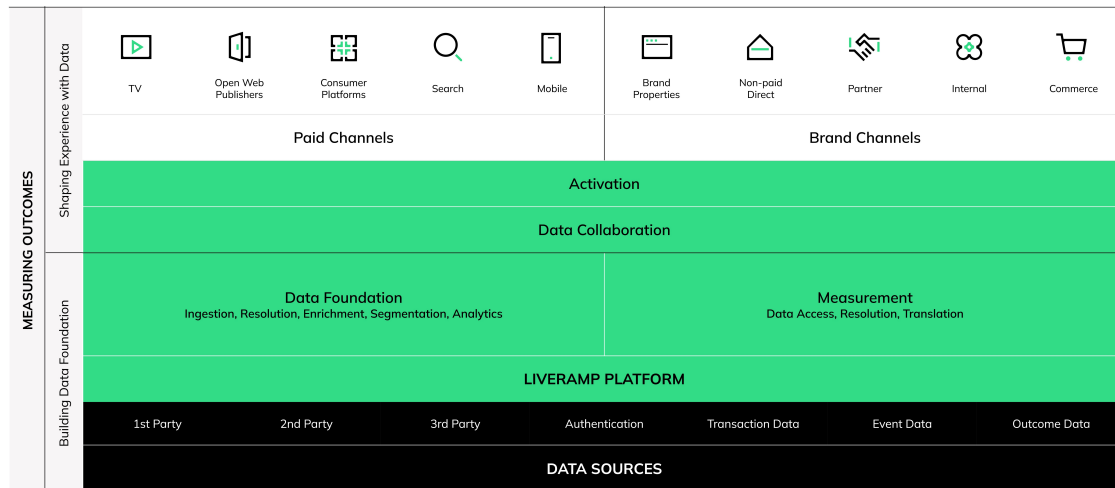 MEASURING OUTCOMES
Shaping Experience with Data
TV
Open Web
Publishers
Consumer
Platforms
Search
Mobile
Brand
Properties
Non-paid
Direct
Partner
Internal
Commerce
Paid Channels
Brand Channels
Activation
Data Collaboration
Building Data Foundation
Data Foundation
Ingestion, Resolution, Enrichment, Segmentation, Analytics
Measurement
Data Access, Resolution, Translation
LIVERAMP PLATFORM
1st Party
2nd Party
3rd Party
Authentication
Transaction Data
Event Data
Outcome Data
DATA SOURCES